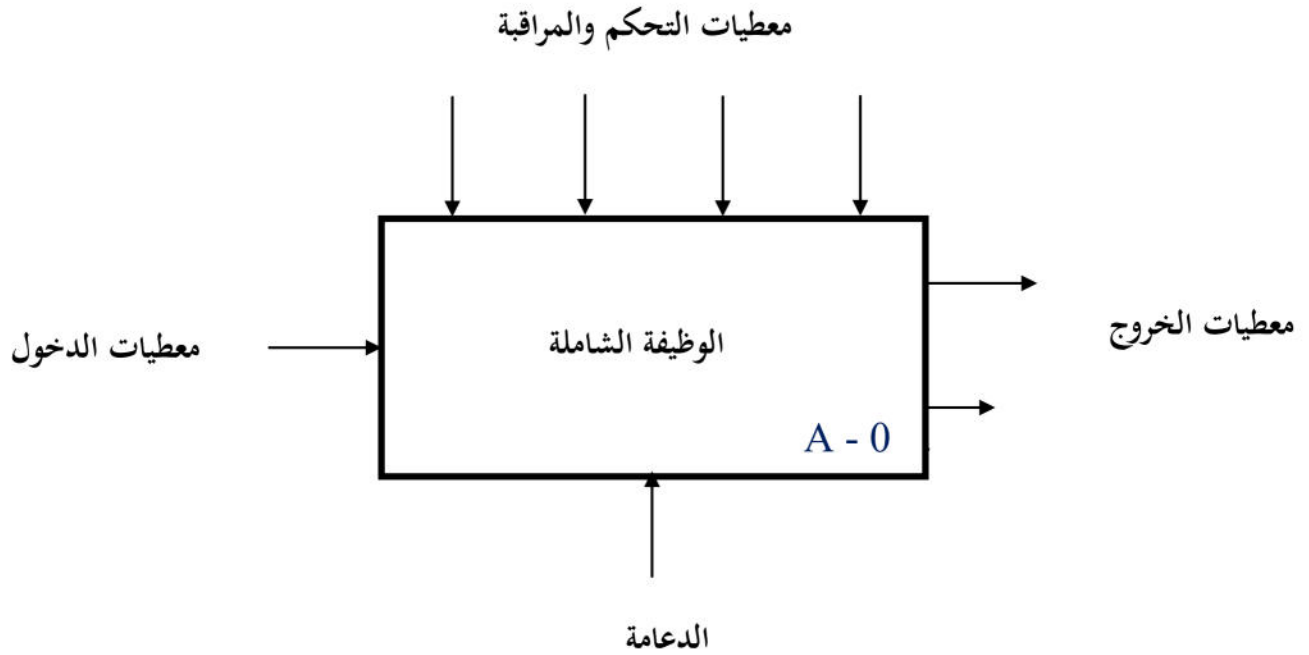 معطيات التحكم والمراقبة
معطيات الخروج
الوظيفة الشاملة
معطيات الدخول
A - 0
الدعامة